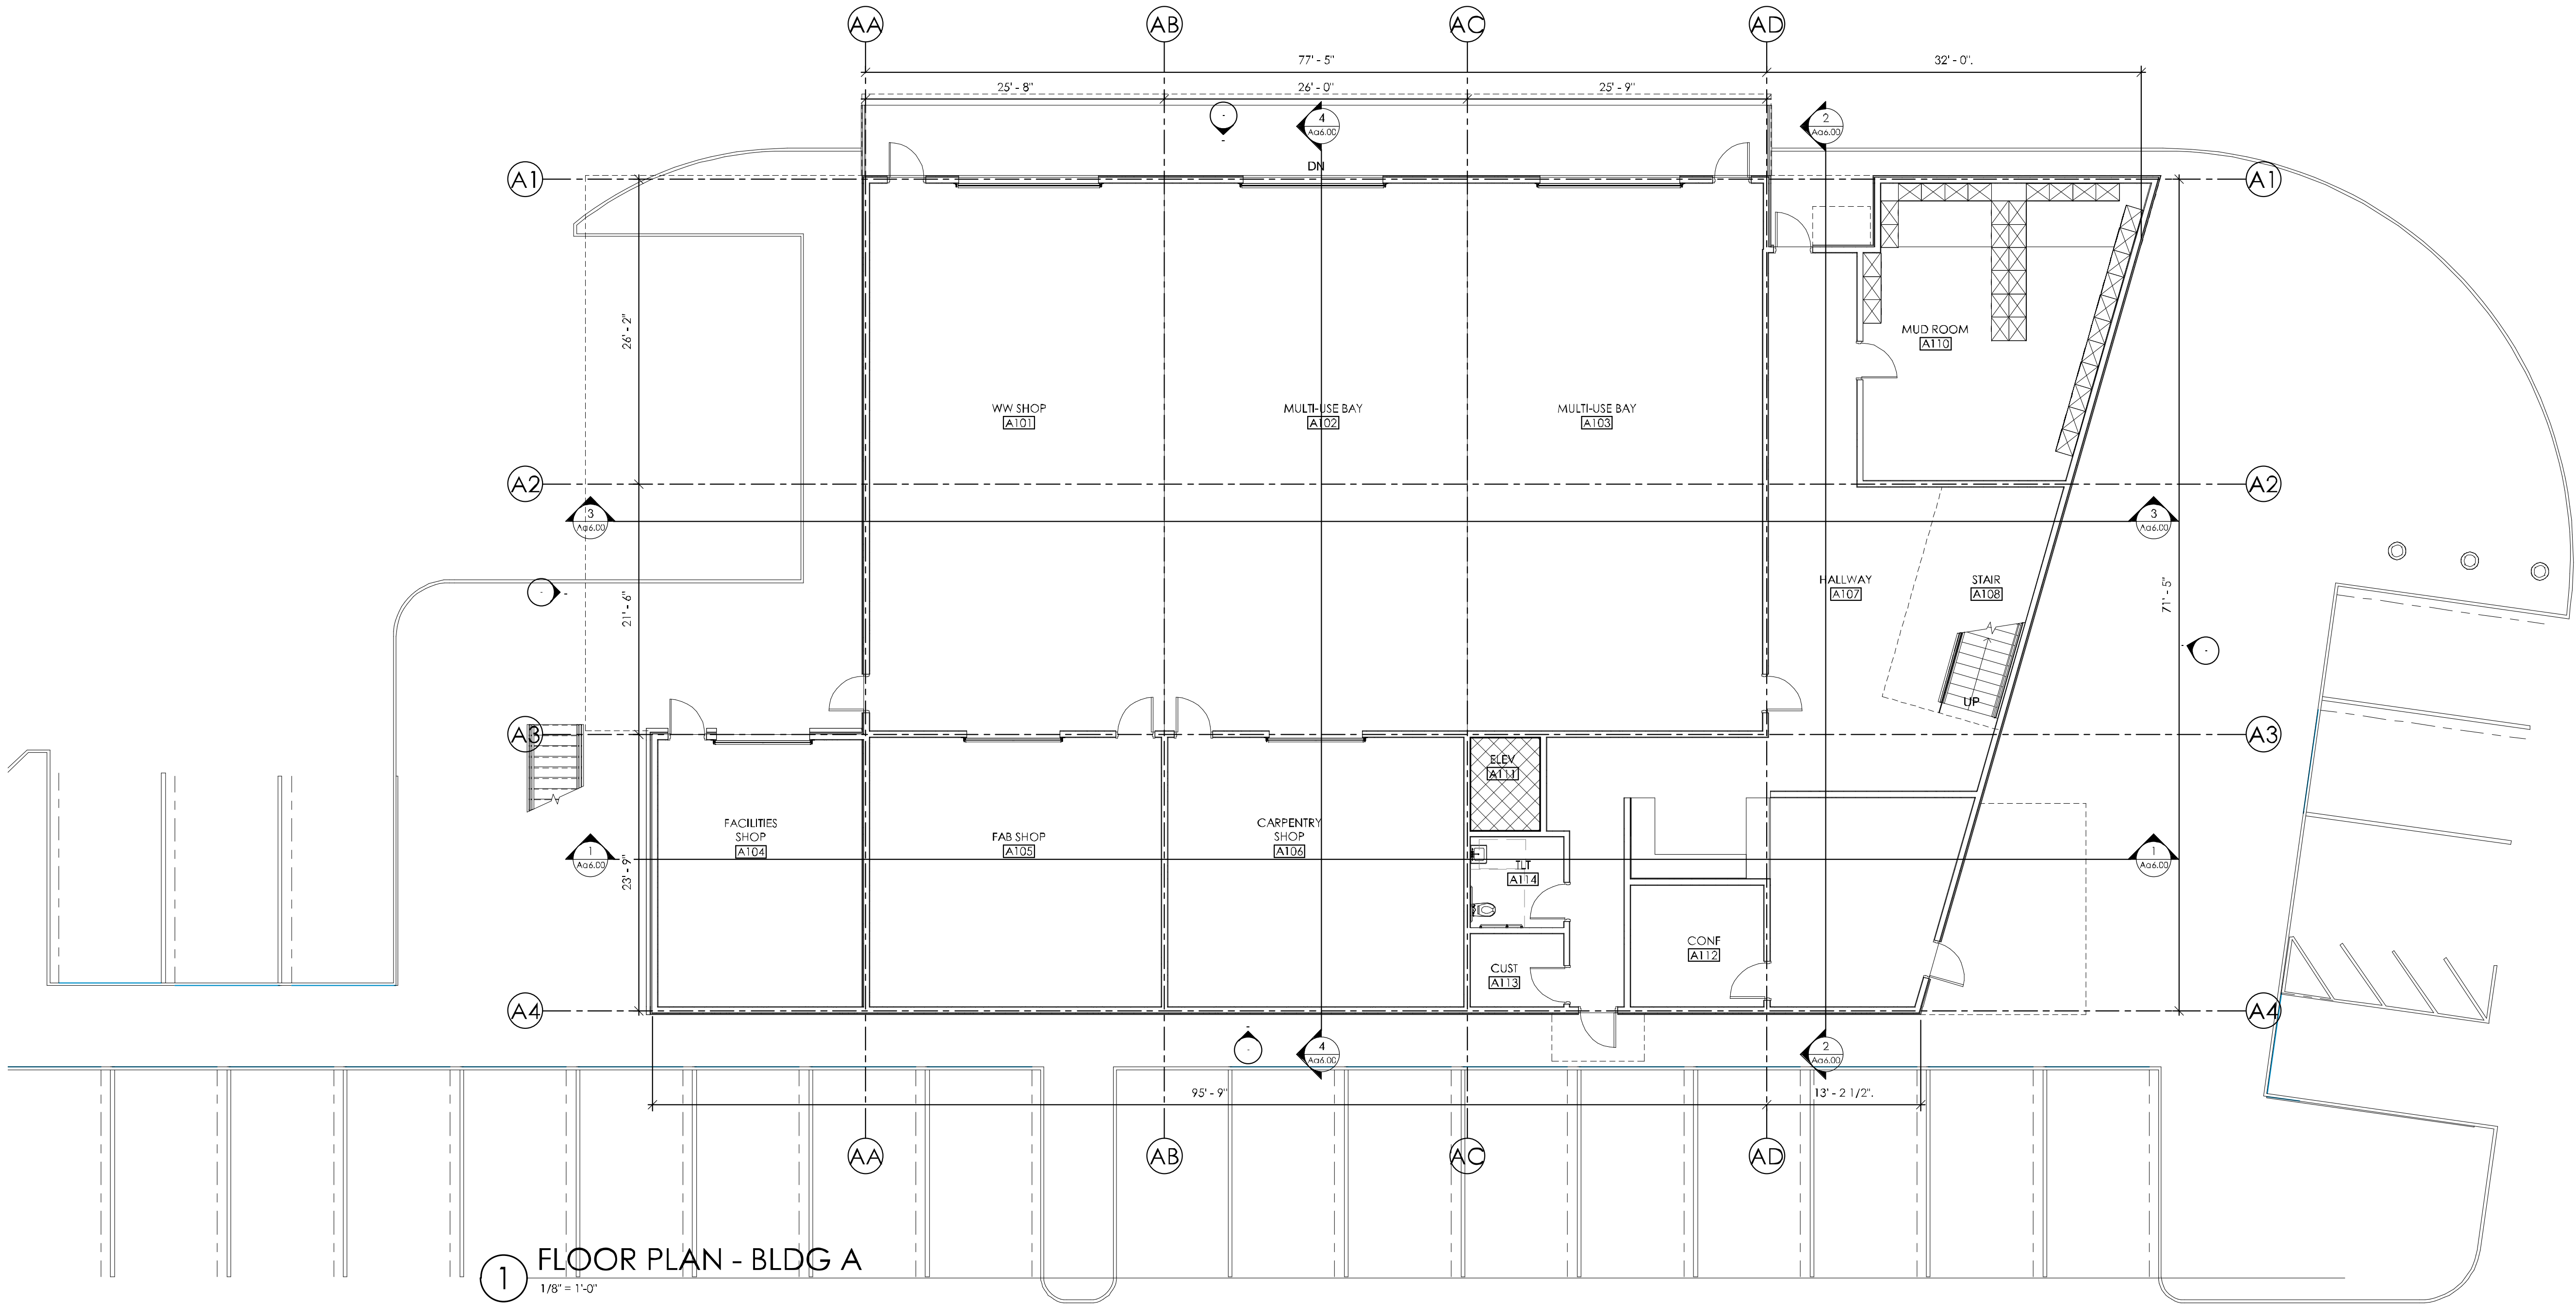 AA
AB
AC
AD
77' - 5"
32' - 0".
25' - 8"
26' - 0"
25' - 9"
-
-
4
Aa6.00
2
Aa6.00
DN
A1
A1
26' - 2"
MUD ROOM
A110
WW SHOP
A101
MULTI-USE BAY
A102
MULTI-USE BAY
A103
A2
A2
3
Aa6.00
3
Aa6.00
HALLWAY
A107
STAIR
A108
-
-
21' - 6"
71' - 5"
-
-
UP
A3
A3
ELEV
A111
FACILITIES
SHOP
A104
FAB SHOP
A105
CARPENTRY
SHOP
A106
1
Aa6.00
23' - 9"
TLT
A114
1
Aa6.00
CONF
A112
CUST
A113
A4
A4
-
-
4
Aa6.00
2
Aa6.00
95' - 9"
13' - 2 1/2".
AA
AB
AC
AD
1
FLOOR PLAN - BLDG A
1/8" = 1'-0"